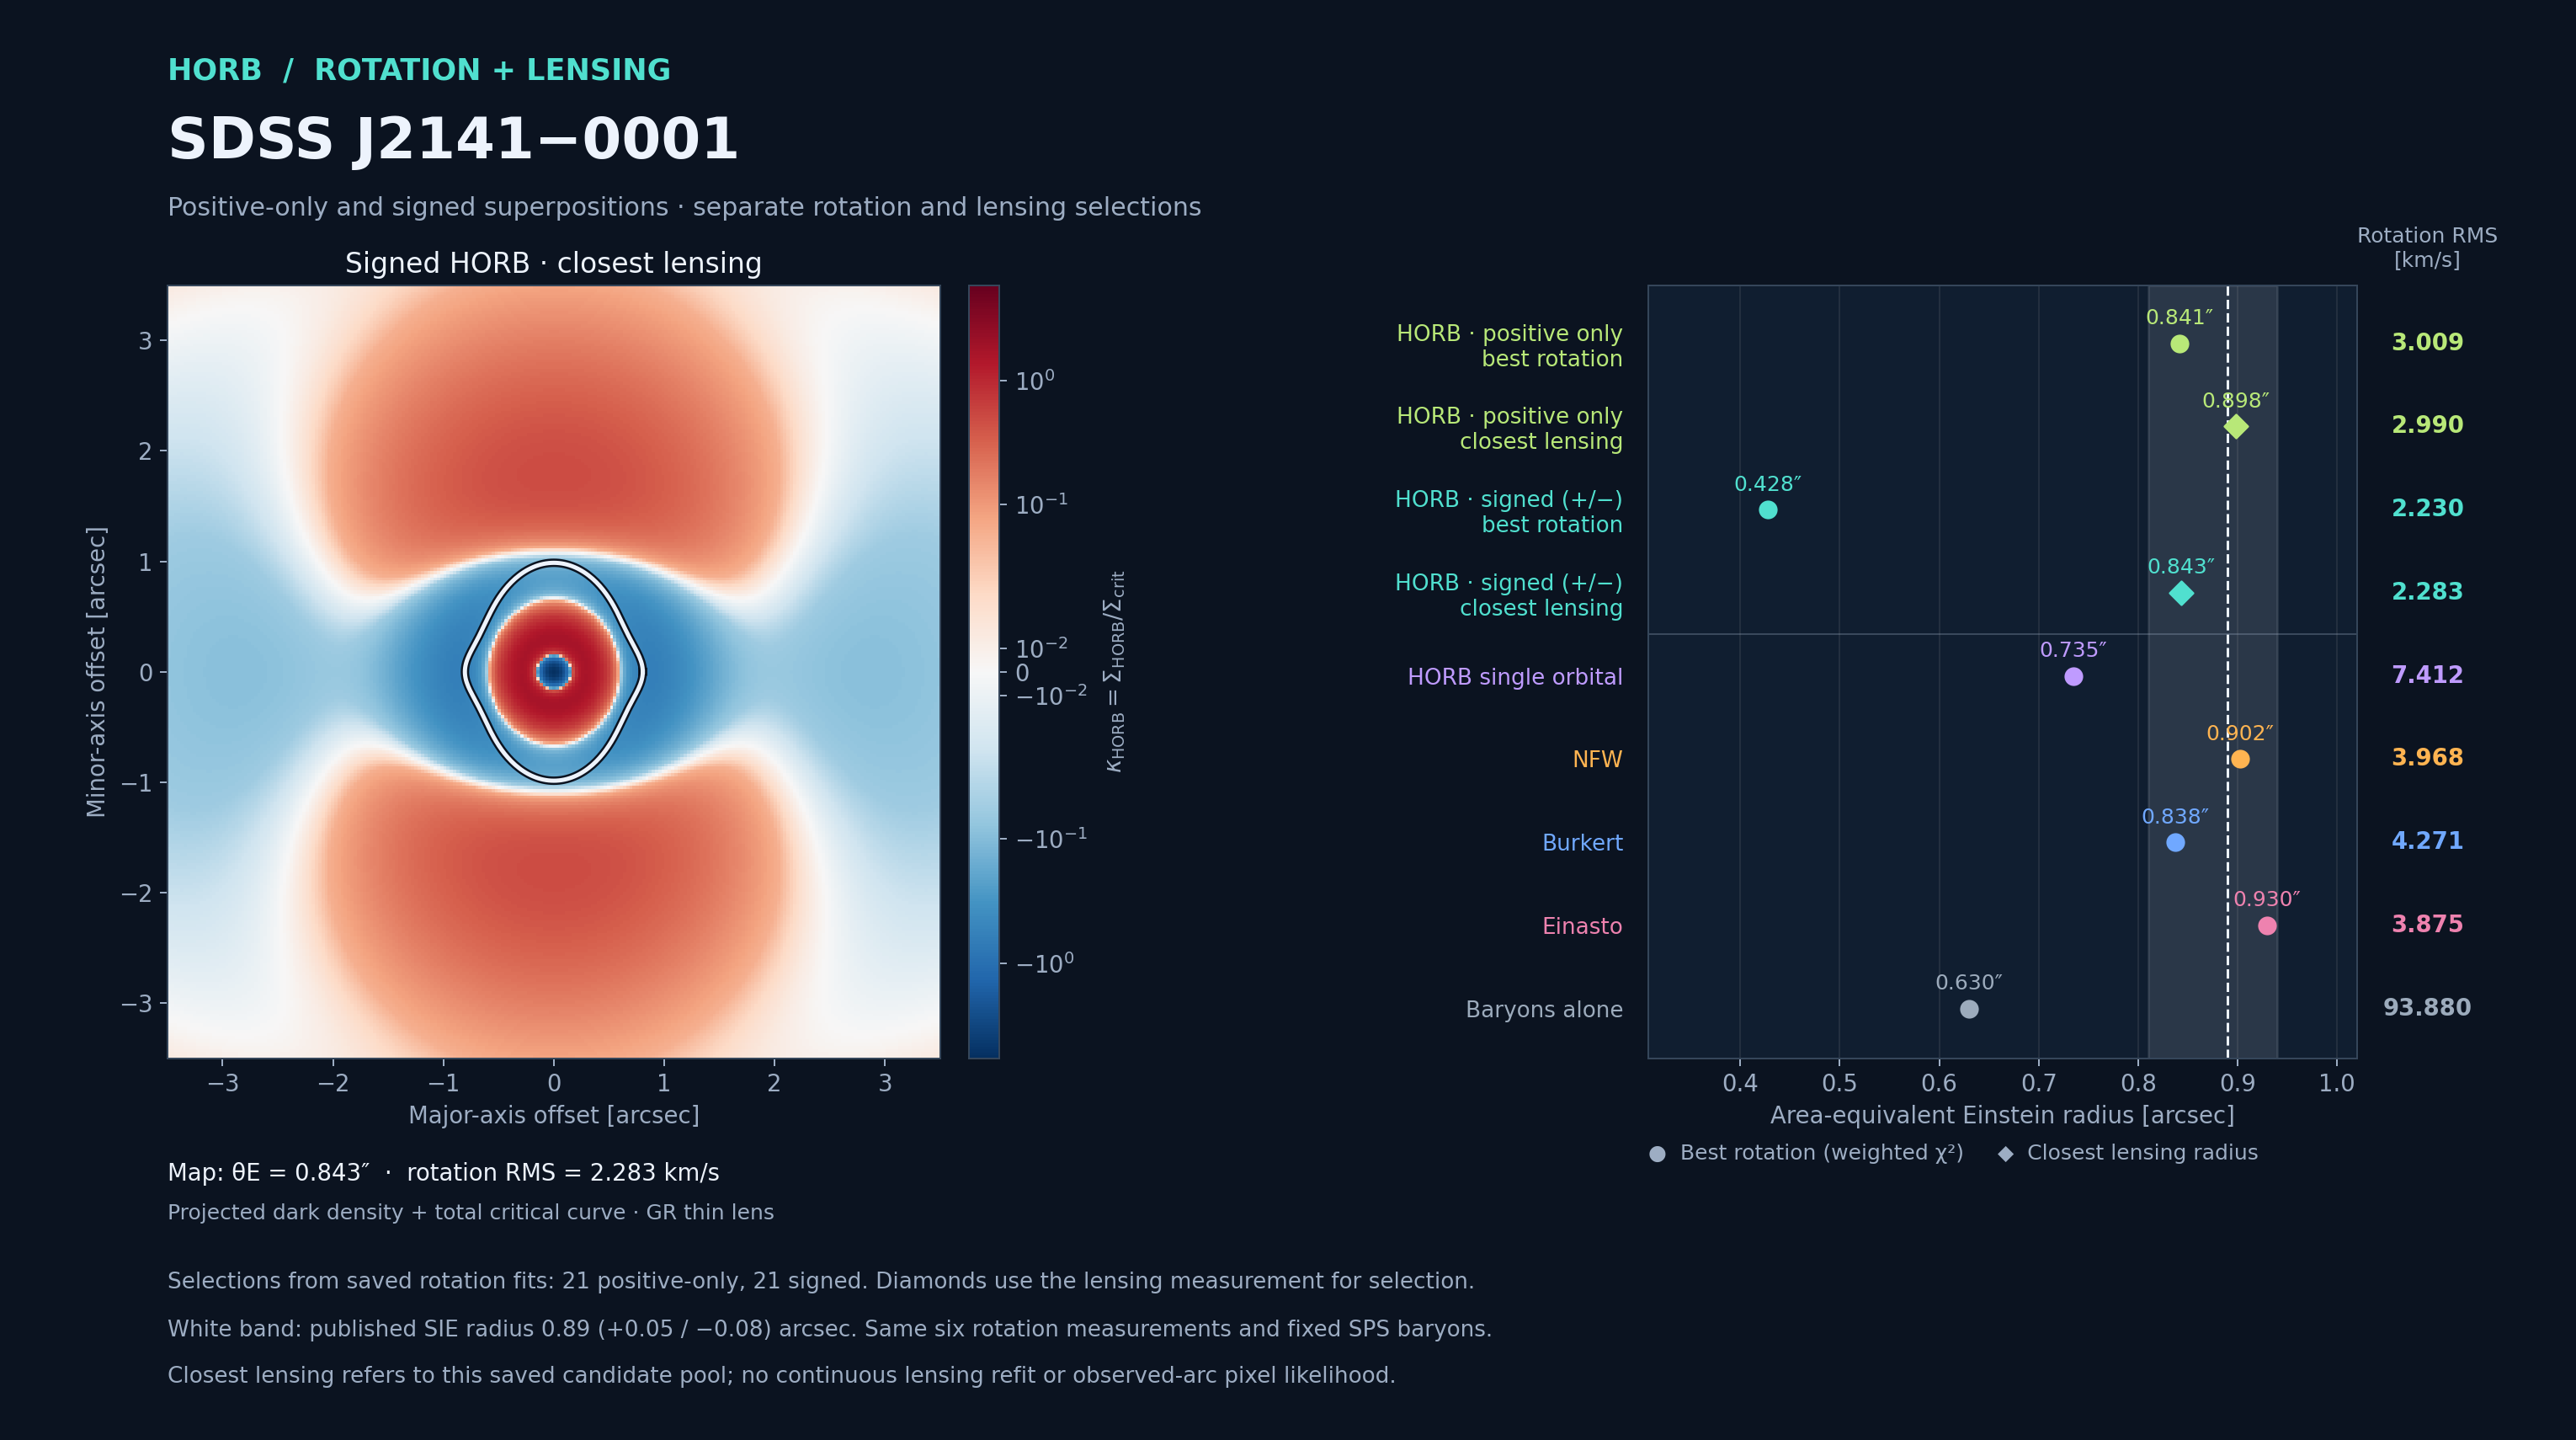 HORB / ROTATION + LENSING
SDSS J2141−0001
Positive-only and signed superpositions · separate rotation and lensing selections
Signed HORB · closest lensing
3
2
1
0
−1
−2
−3
Minor-axis offset [arcsec]
−3 −2 −1 0 1 2 3
Major-axis offset [arcsec]
10⁰
10⁻¹
10⁻²
0
−10⁻²
−10⁻¹
−10⁰
κ_HORB = Σ_HORB/Σ_crit
Rotation RMS
[km/s]
HORB · positive only
best rotation
0.841″
3.009
HORB · positive only
closest lensing
0.898″
2.990
HORB · signed (+/−)
best rotation
0.428″
2.230
HORB · signed (+/−)
closest lensing
0.843″
2.283
HORB single orbital
0.735″
7.412
NFW
0.902″
3.968
Burkert
0.838″
4.271
Einasto
0.930″
3.875
Baryons alone
0.630″
93.880
0.4 0.5 0.6 0.7 0.8 0.9 1.0
Area-equivalent Einstein radius [arcsec]
Best rotation (weighted χ²) Closest lensing radius
Map: θE = 0.843″ · rotation RMS = 2.283 km/s
Projected dark density + total critical curve · GR thin lens
Selections from saved rotation fits: 21 positive-only, 21 signed. Diamonds use the lensing measurement for selection.
White band: published SIE radius 0.89 (+0.05 / −0.08) arcsec. Same six rotation measurements and fixed SPS baryons.
Closest lensing refers to this saved candidate pool; no continuous lensing refit or observed-arc pixel likelihood.